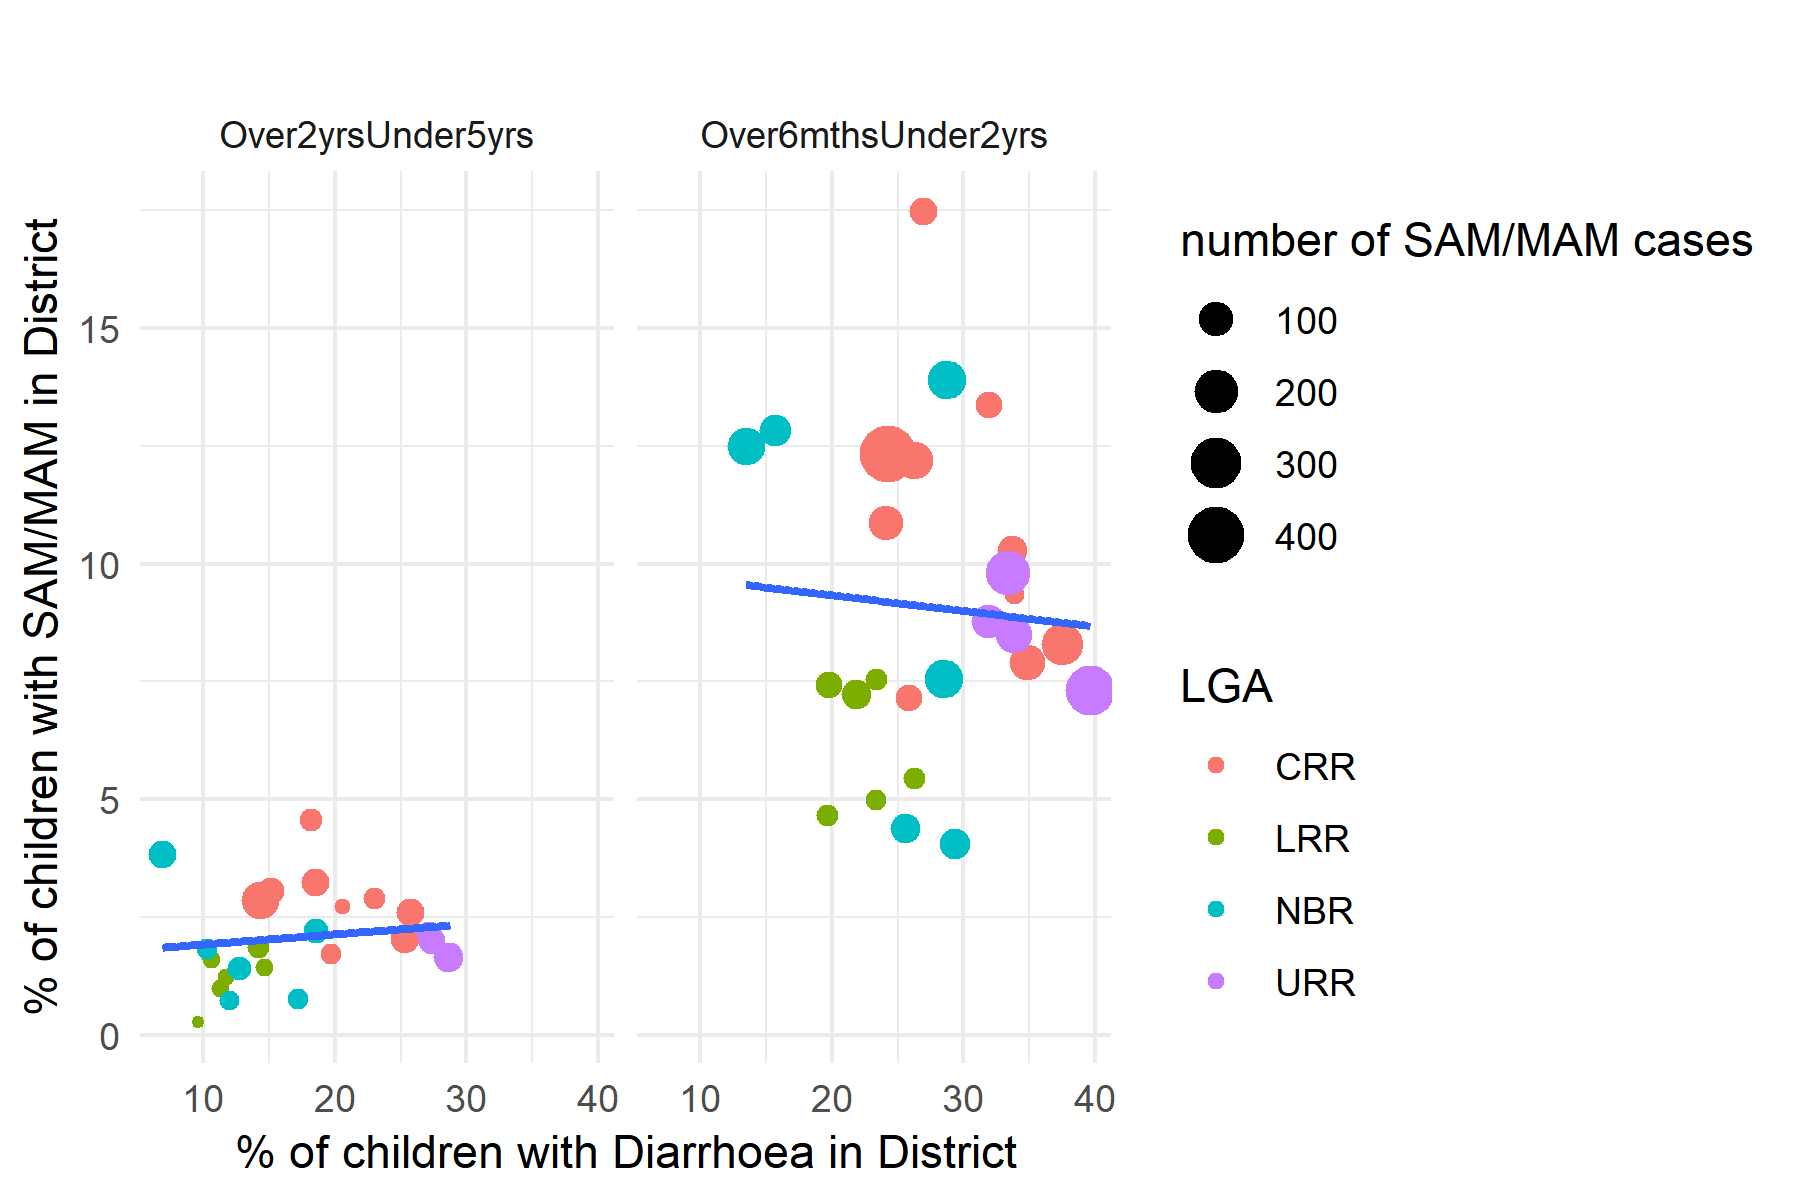 Over2yrsUnder5yrs
Over6mthsUnder2yrs
% of children with SAM/MAM in District
15
10
5
0
10 20 30 40
10 20 30 40
% of children with Diarrhoea in District
number of SAM/MAM cases
100
200
300
400
LGA
CRR
LRR
NBR
URR